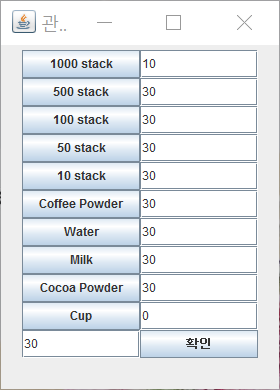 관..
1000 stack 10
500 stack 30
100 stack 30
50 stack 30
10 stack 30
Coffee Powder 30
Water 30
Milk 30
Cocoa Powder 30
Cup 0
30 확인